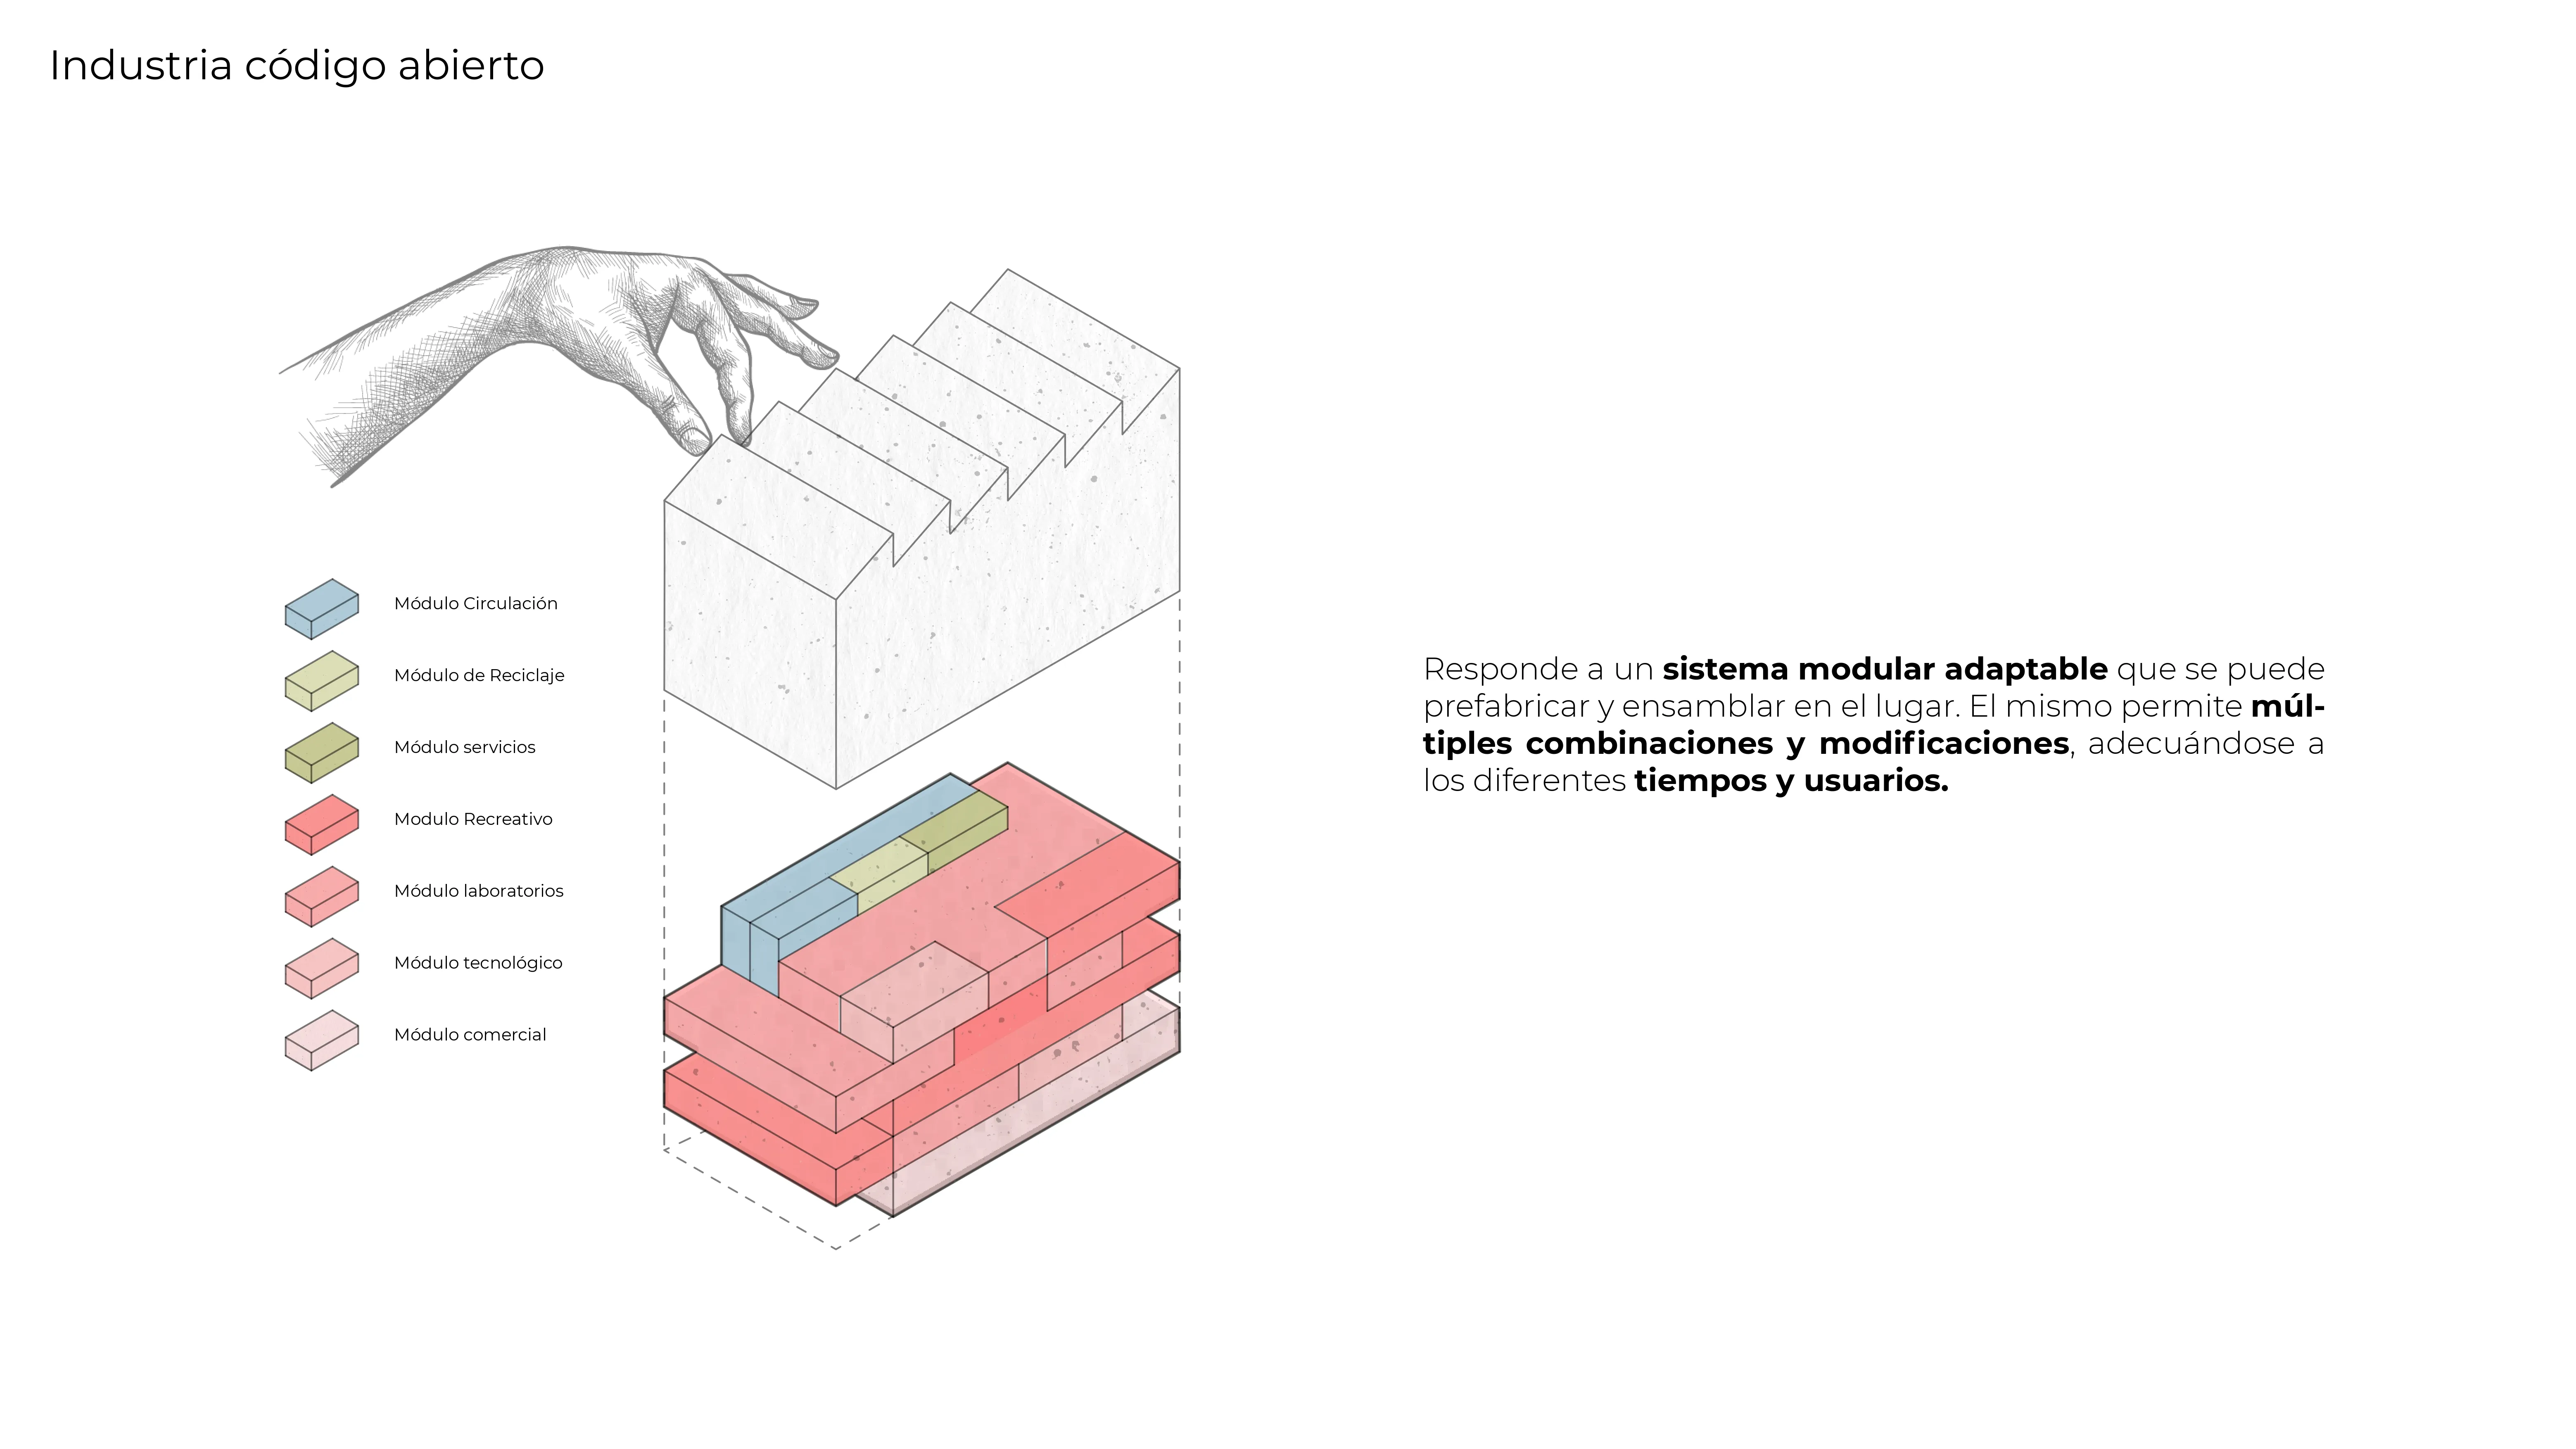 Industria código abierto
Módulo Circulación
Módulo de Reciclaje
Módulo servicios
Modulo Recreativo
Módulo laboratorios
Módulo tecnológico
Módulo comercial
Responde a un sistema modular adaptable que se puede
prefabricar y ensamblar en el lugar. El mismo permite múl-
tiples combinaciones y modificaciones, adecuándose a
los diferentes tiempos y usuarios.